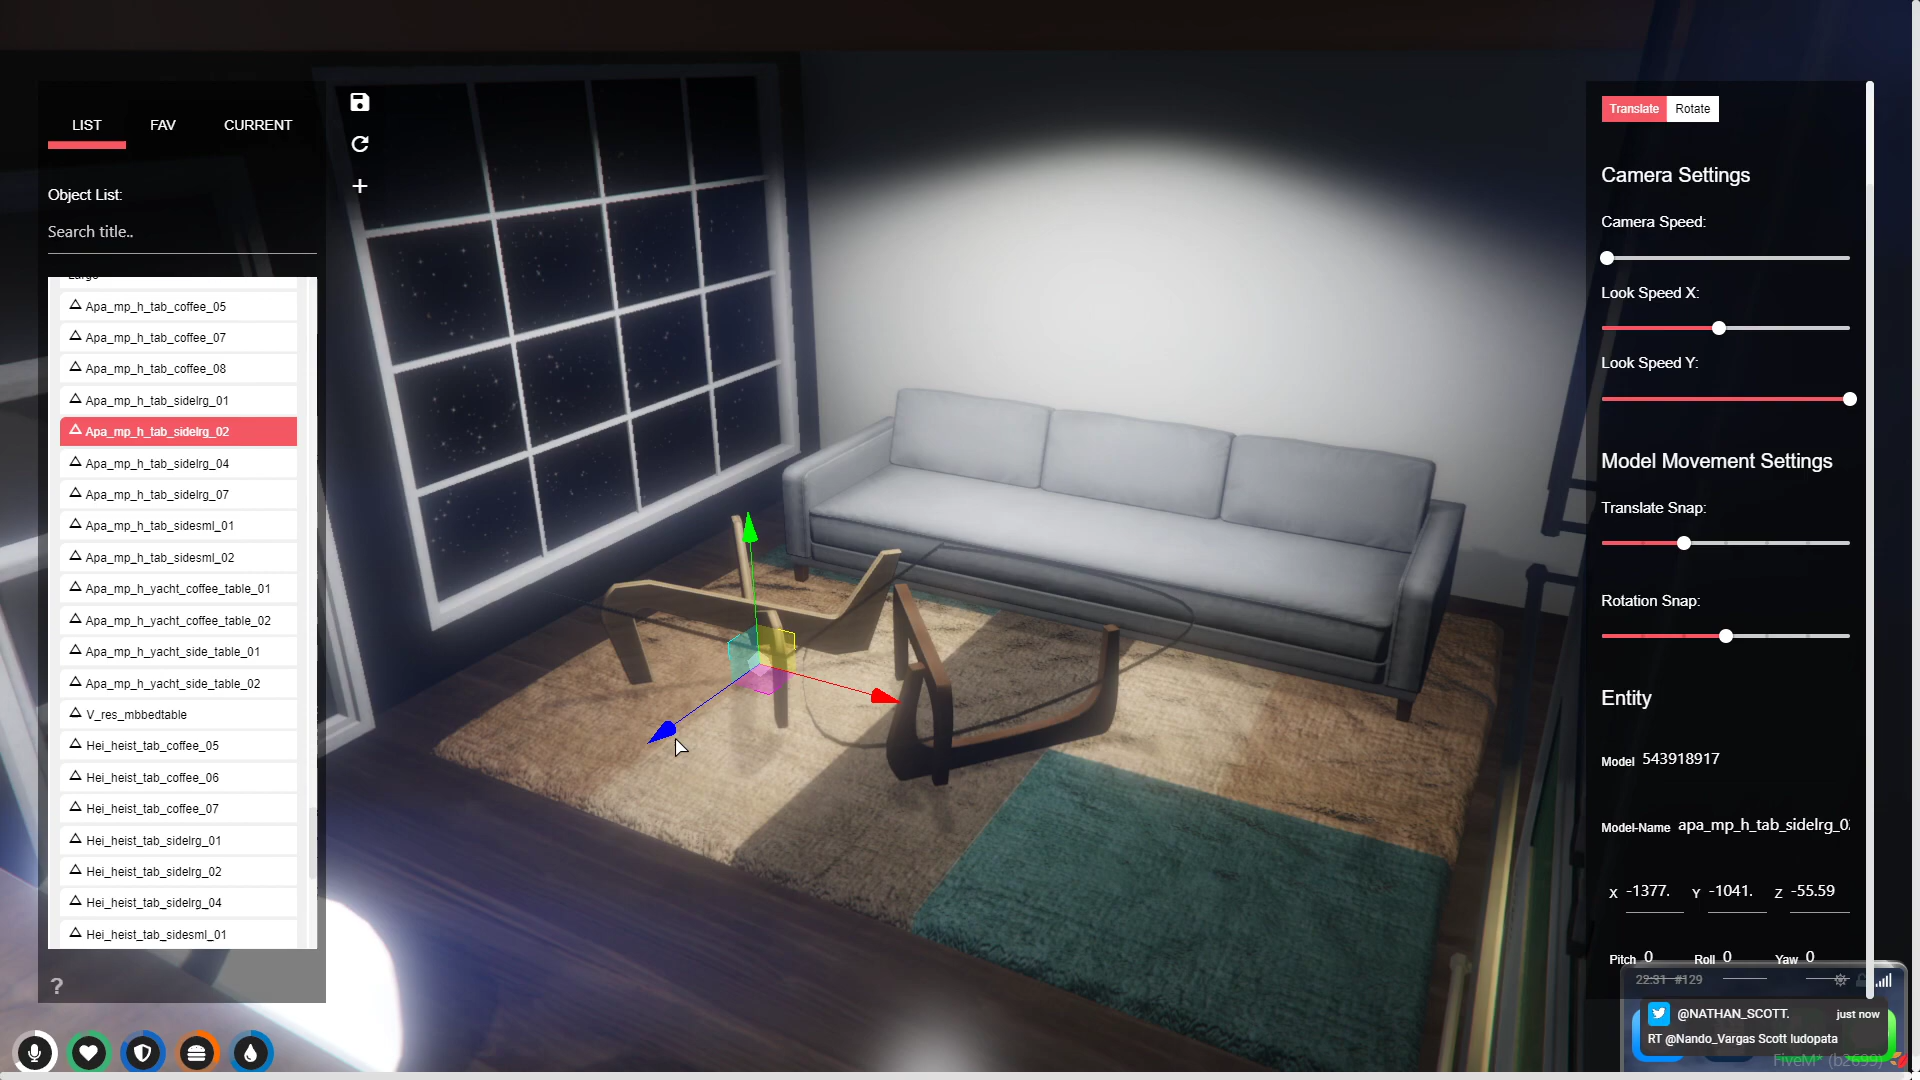 LIST
FAV
CURRENT
Object List:
Search title..
Large
Apa_mp_h_tab_coffee_05
Apa_mp_h_tab_coffee_07
Apa_mp_h_tab_coffee_08
Apa_mp_h_tab_sidelrg_01
Apa_mp_h_tab_sidelrg_02
Apa_mp_h_tab_sidelrg_04
Apa_mp_h_tab_sidelrg_07
Apa_mp_h_tab_sidesml_01
Apa_mp_h_tab_sidesml_02
Apa_mp_h_yacht_coffee_table_01
Apa_mp_h_yacht_coffee_table_02
Apa_mp_h_yacht_side_table_01
Apa_mp_h_yacht_side_table_02
V_res_mbbedtable
Hei_heist_tab_coffee_05
Hei_heist_tab_coffee_06
Hei_heist_tab_coffee_07
Hei_heist_tab_sidelrg_01
Hei_heist_tab_sidelrg_02
Hei_heist_tab_sidelrg_04
Hei_heist_tab_sidesml_01
?
Translate
Rotate
Camera Settings
Camera Speed:
Look Speed X:
Look Speed Y:
Model Movement Settings
Translate Snap:
Rotation Snap:
Entity
Model 543918917
Model-Name apa_mp_h_tab_sidelrg_0
X -1377. Y -1041. Z -55.59
Pitch 0 Roll 0 Yaw 0
22:31 #129
@NATHAN_SCOTT. just now
RT @Nando_Vargas Scott ludopata
FiveM* (b2699)